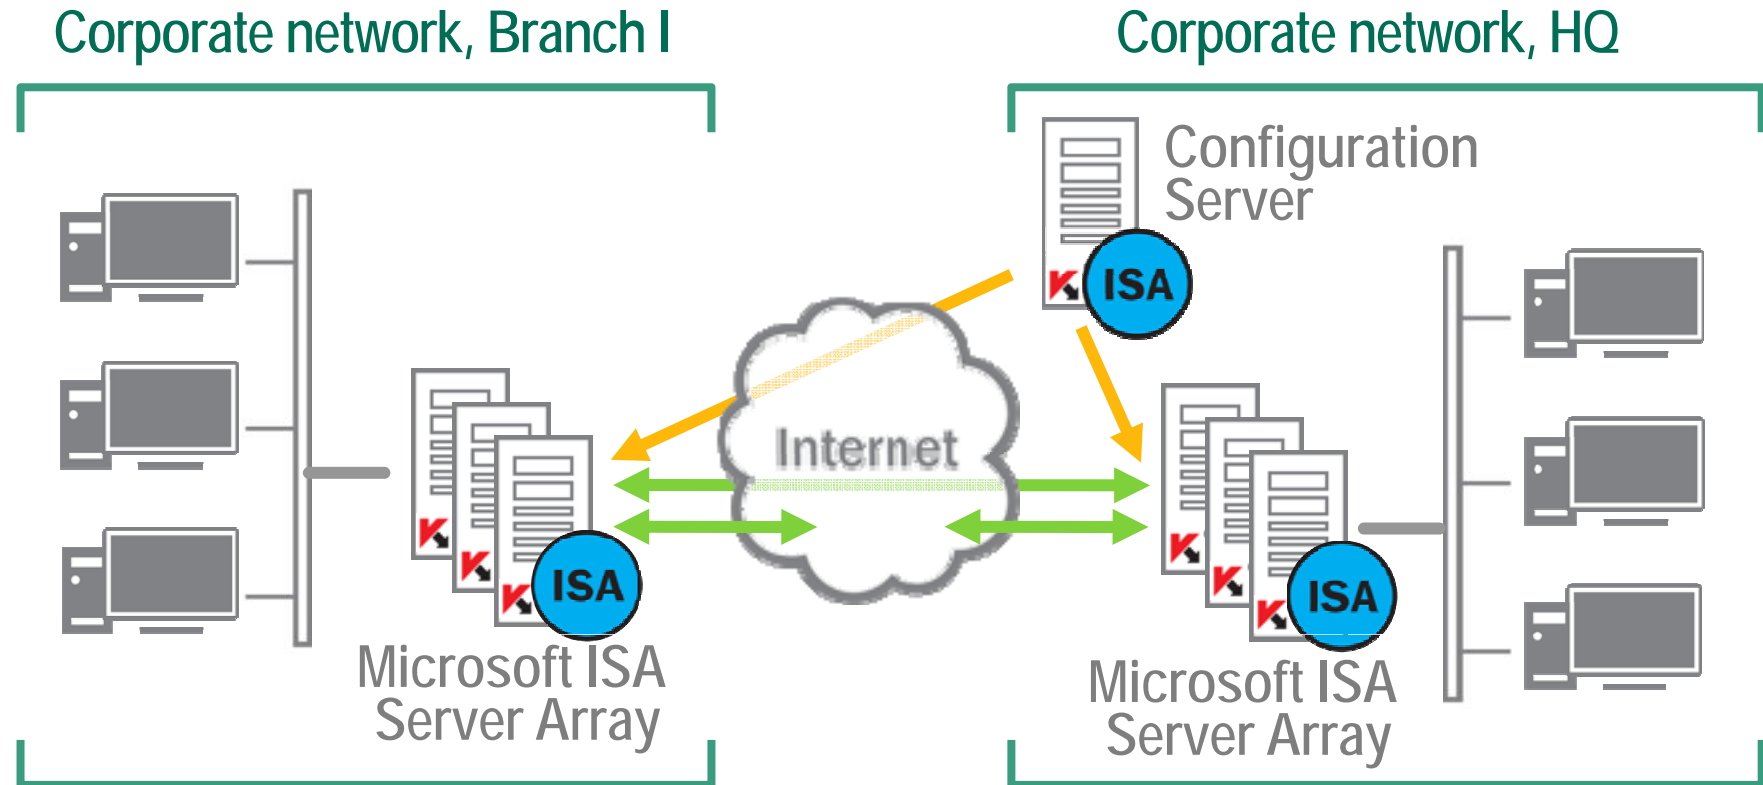 Corporate network, Branch I
Corporate network, HQ
Configuration
Server
ISA
Internet
ISA
Microsoft ISA
Server Array
ISA
Microsoft ISA
Server Array